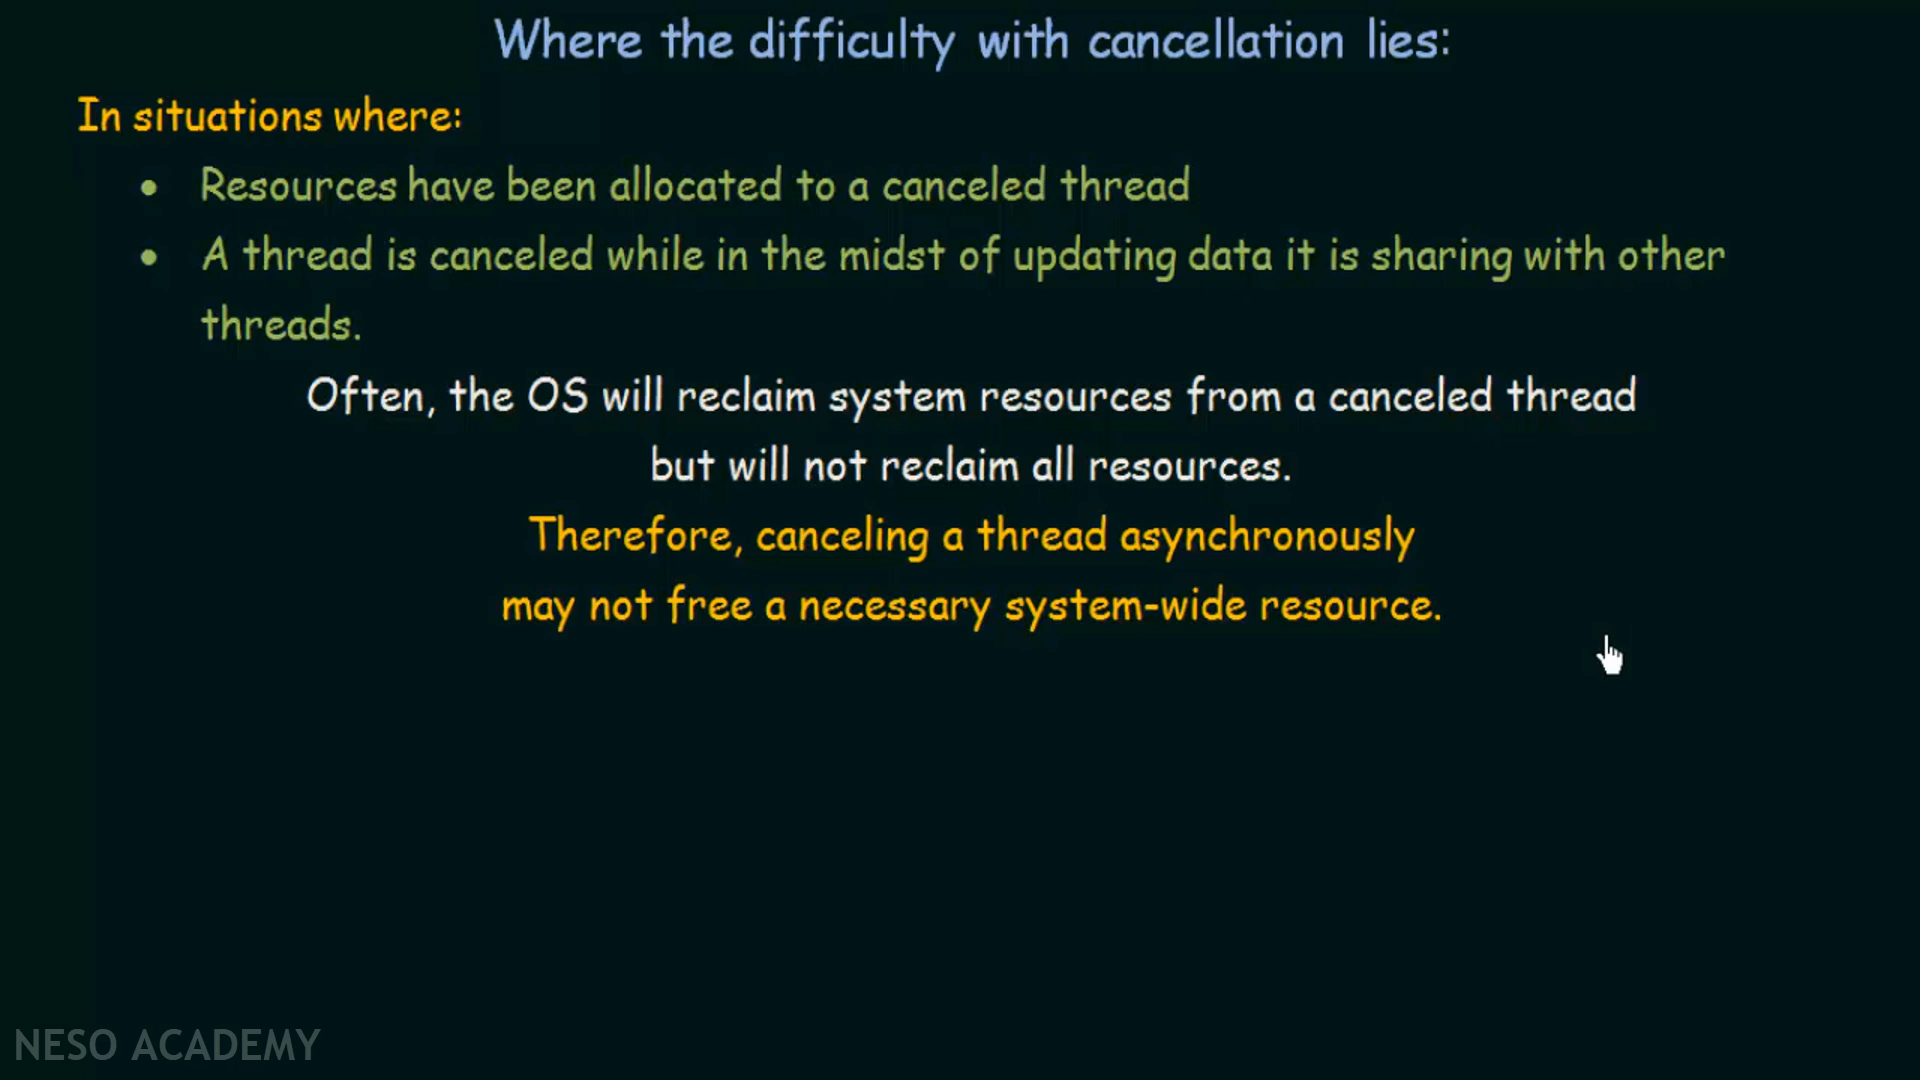 Where the difficulty with cancellation lies:
In situations where:
• Resources have been allocated to a canceled thread
• A thread is canceled while in the midst of updating data it is sharing with other
threads.
Often, the OS will reclaim system resources from a canceled thread
but will not reclaim all resources.
Therefore, canceling a thread asynchronously
may not free a necessary system-wide resource.
NESO ACADEMY